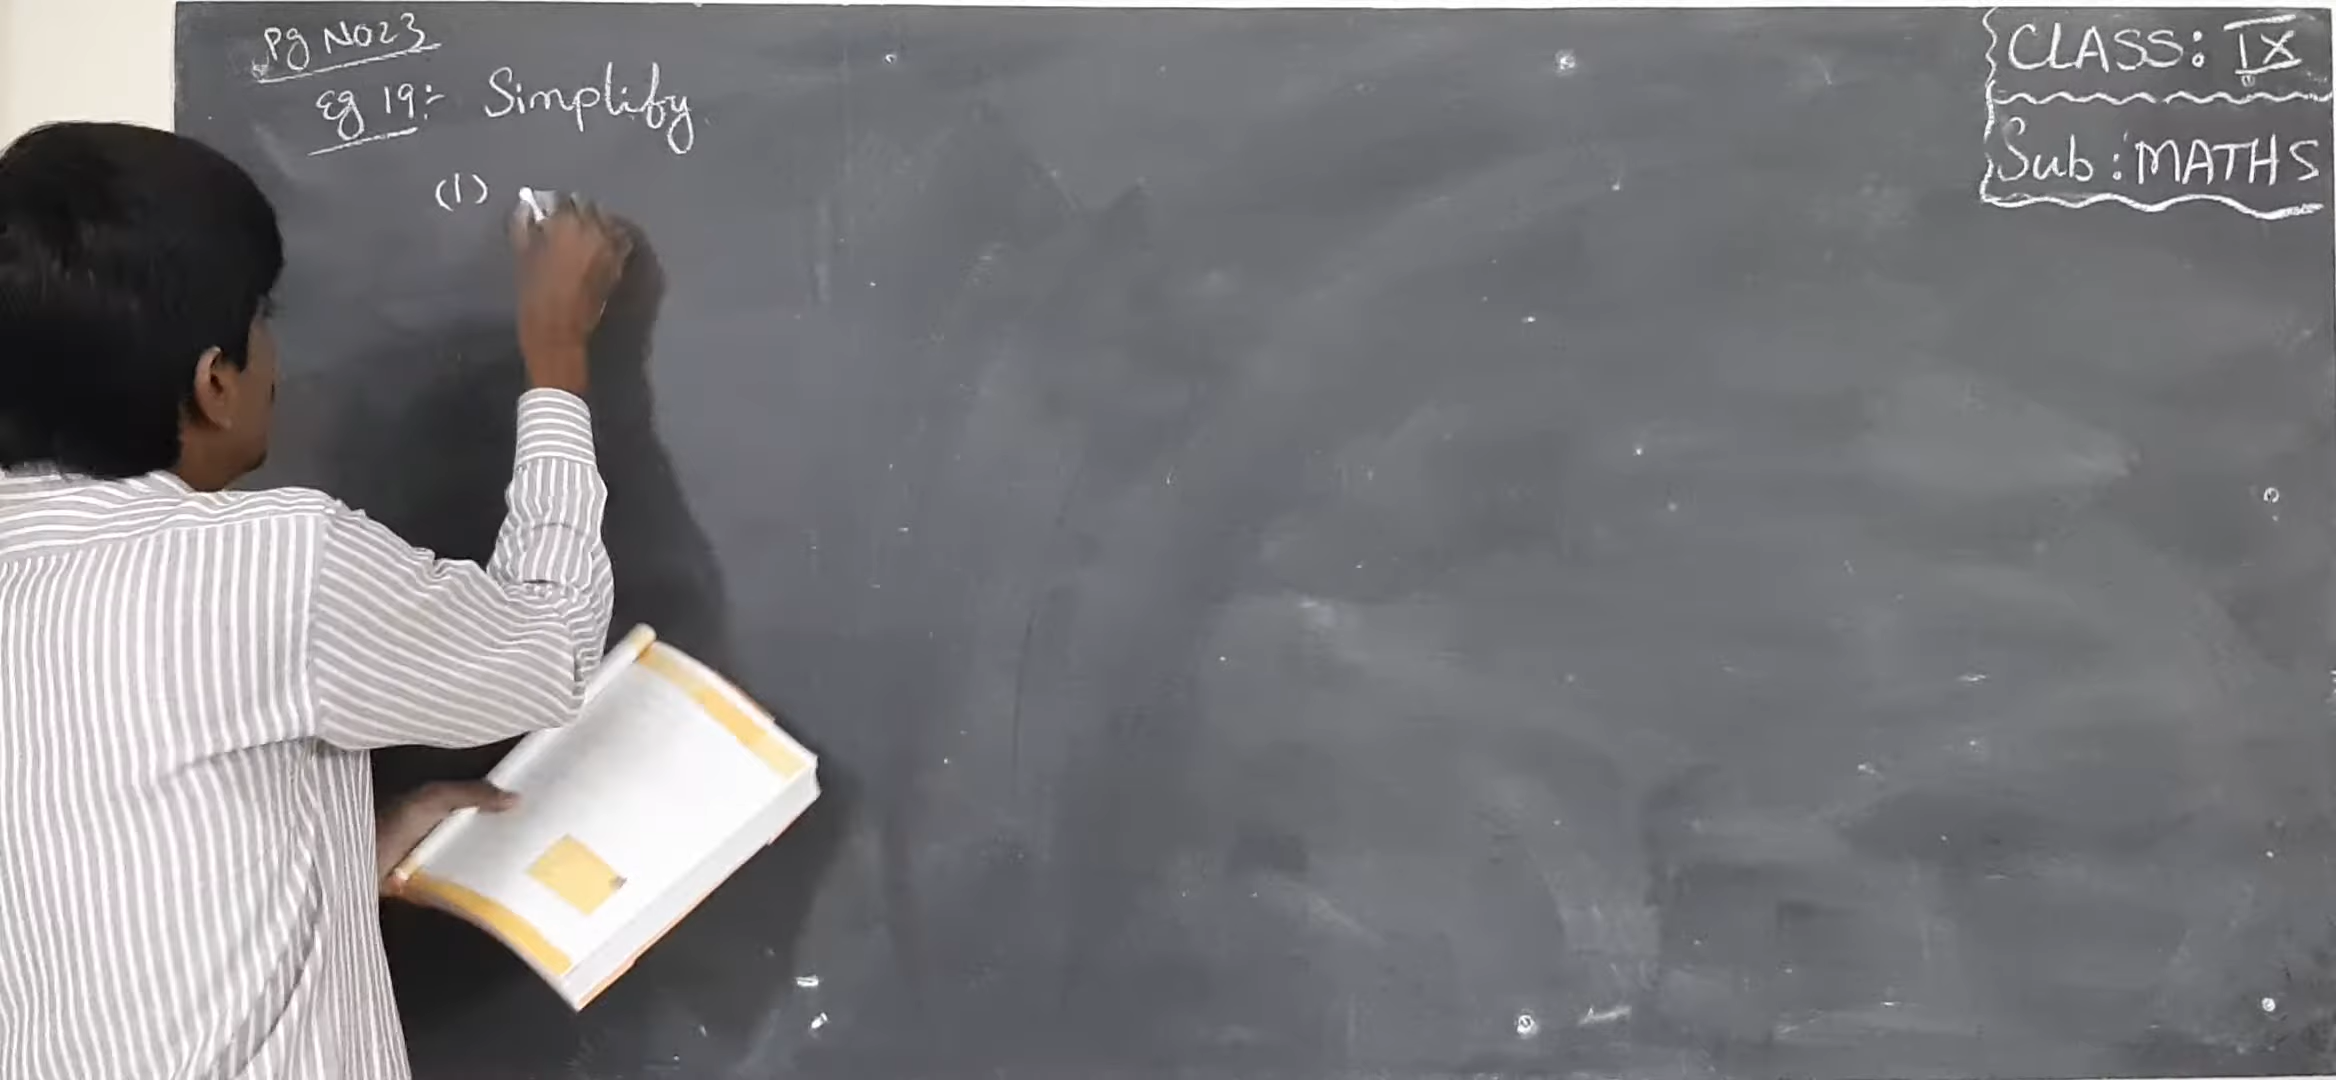 Pg No 23
Eg 19:- Simplify
(1)
CLASS: IX
Sub: MATHS